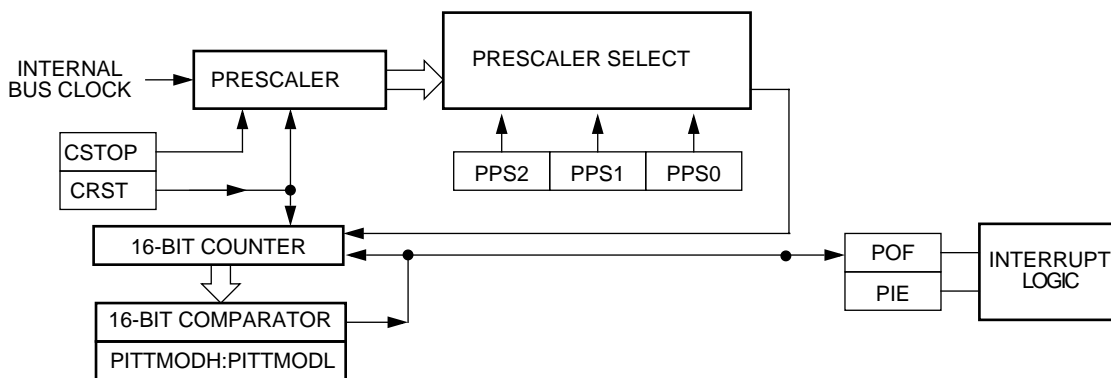 INTERNAL
BUS CLOCK
PRESCALER
PRESCALER SELECT
CSTOP
CRST
PPS2
PPS1
PPS0
16-BIT COUNTER
16-BIT COMPARATOR
PITTMODH:PITTMODL
POF
PIE
INTERRUPT
LOGIC